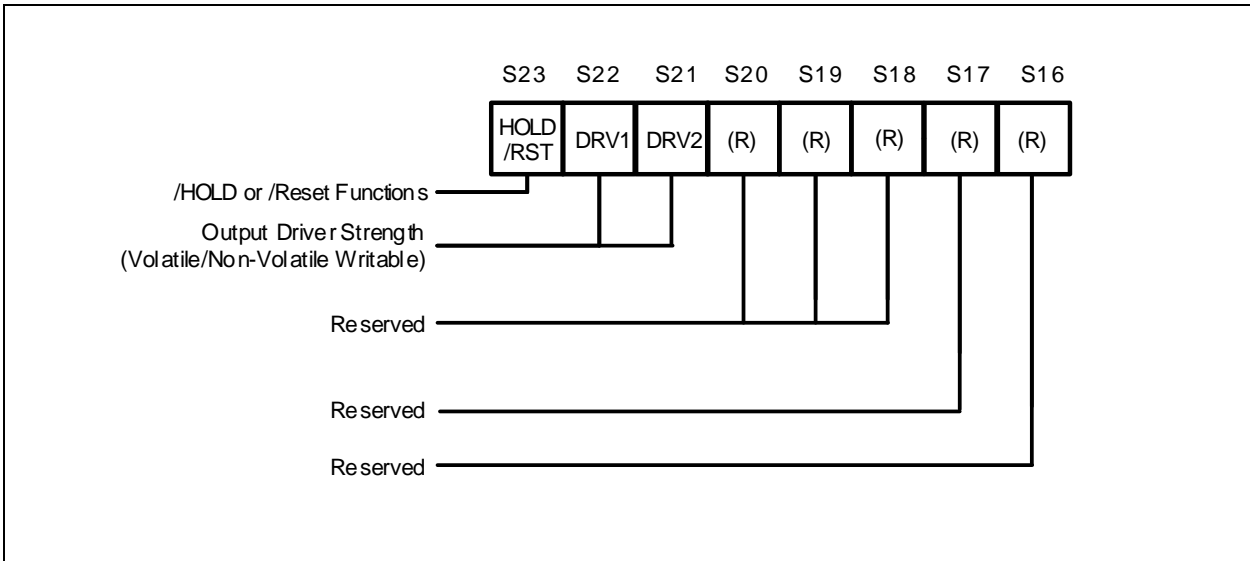 S23 S22 S21 S20 S19 S18 S17 S16
HOLD
/RST DRV1 DRV2 (R) (R) (R) (R) (R)
/HOLD or /Reset Functions
Output Driver Strength
(Volatile/Non-Volatile Writable)
Reserved
Reserved
Reserved